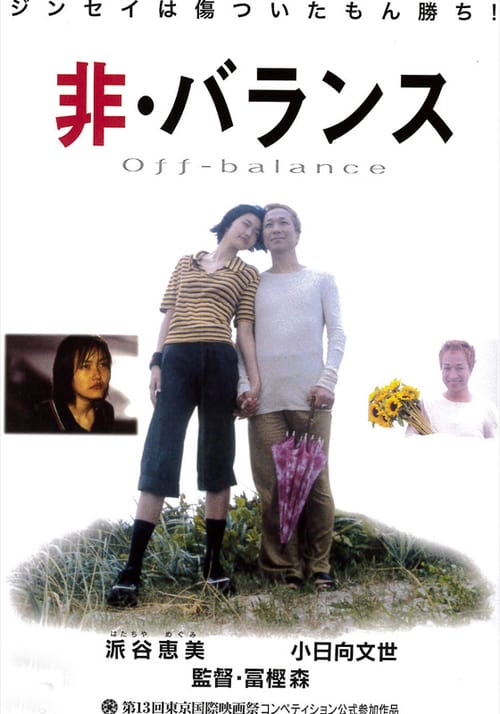 ジンセイは傷ついたもん勝ち!
非・バランス
Off-balance
はたちや めぐみ
派谷恵美 小日向文世
監督・冨樫森
第13回東京国際映画祭コンペティション公式参加作品